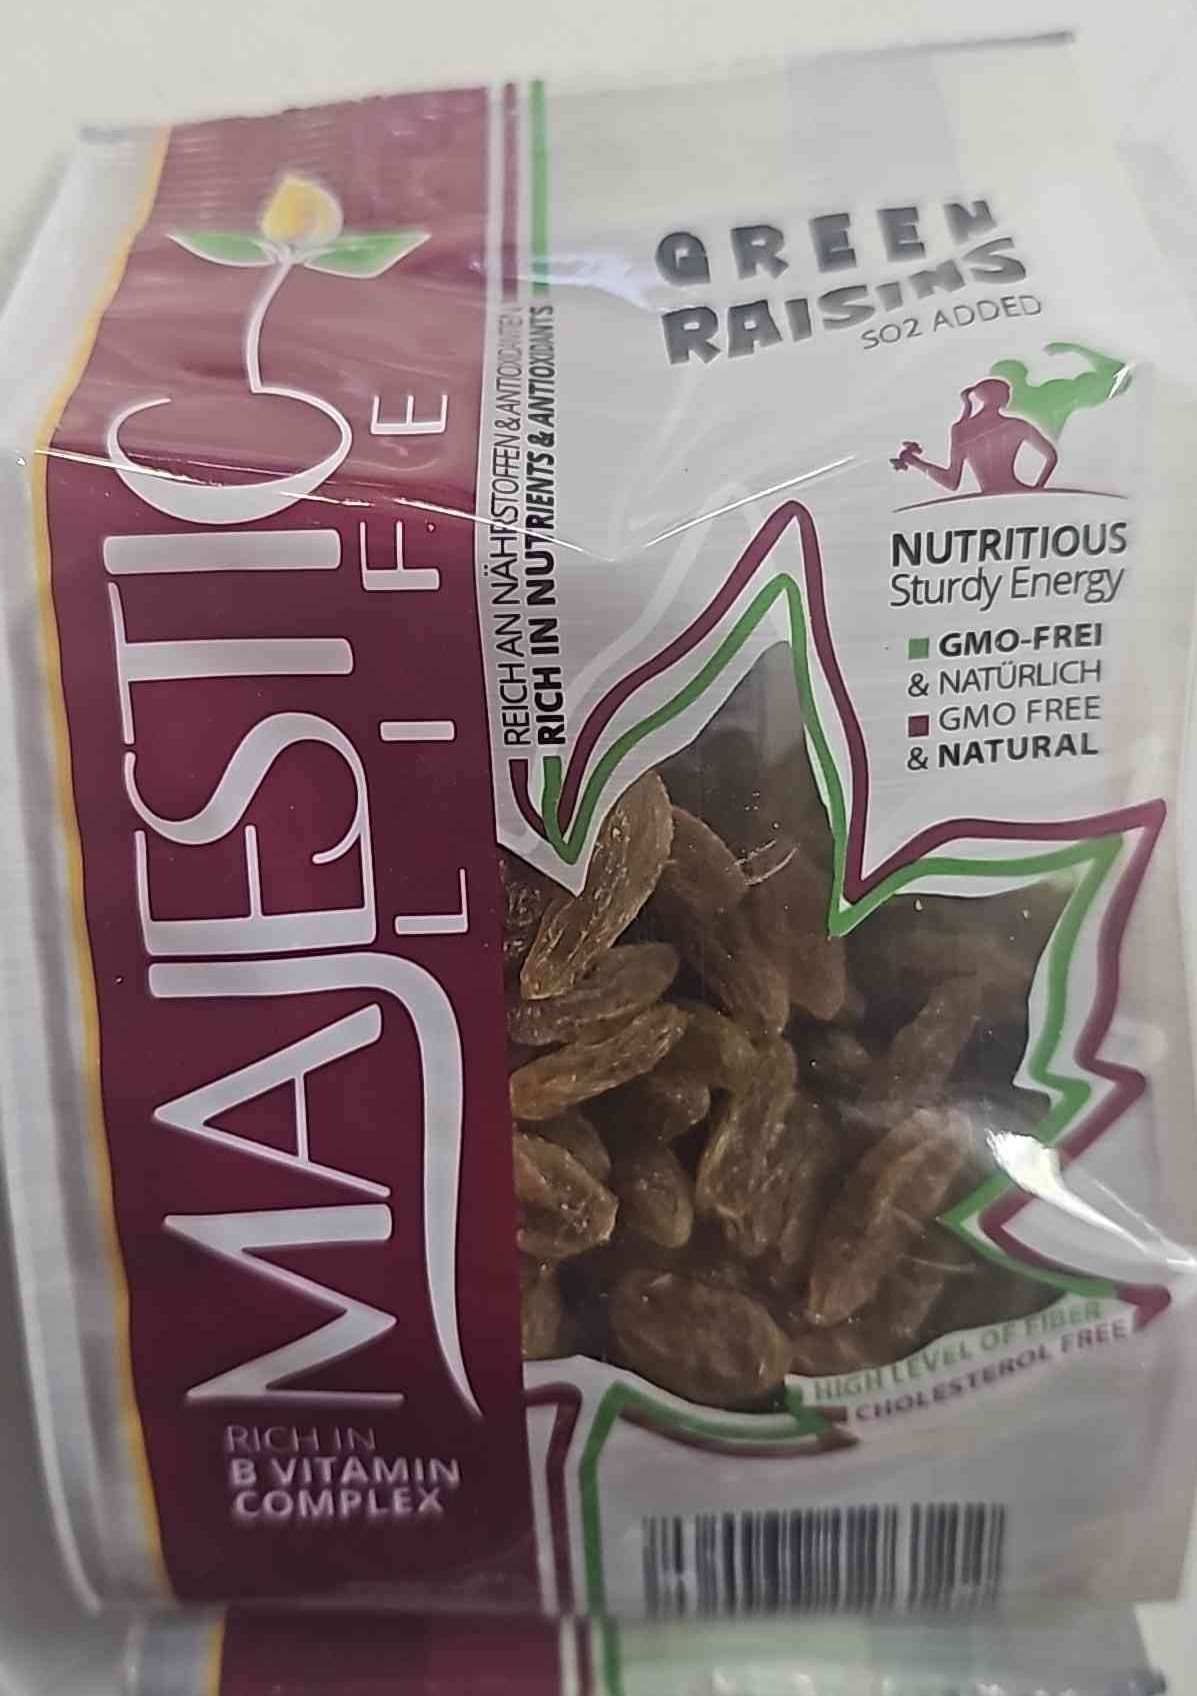 MAJESTIC
LIFE
RICH IN
B VITAMIN
COMPLEX
REICH AN NÄHRSTOFFEN & ANTIOXIDANTEN
RICH IN NUTRIENTS & ANTIOXIDANTS
GREEN
RAISINS
SO2 ADDED
NUTRITIOUS
Sturdy Energy
GMO-FREI
& NATÜRLICH
GMO FREE
& NATURAL
HIGH LEVEL OF FIBER
CHOLESTEROL FREE